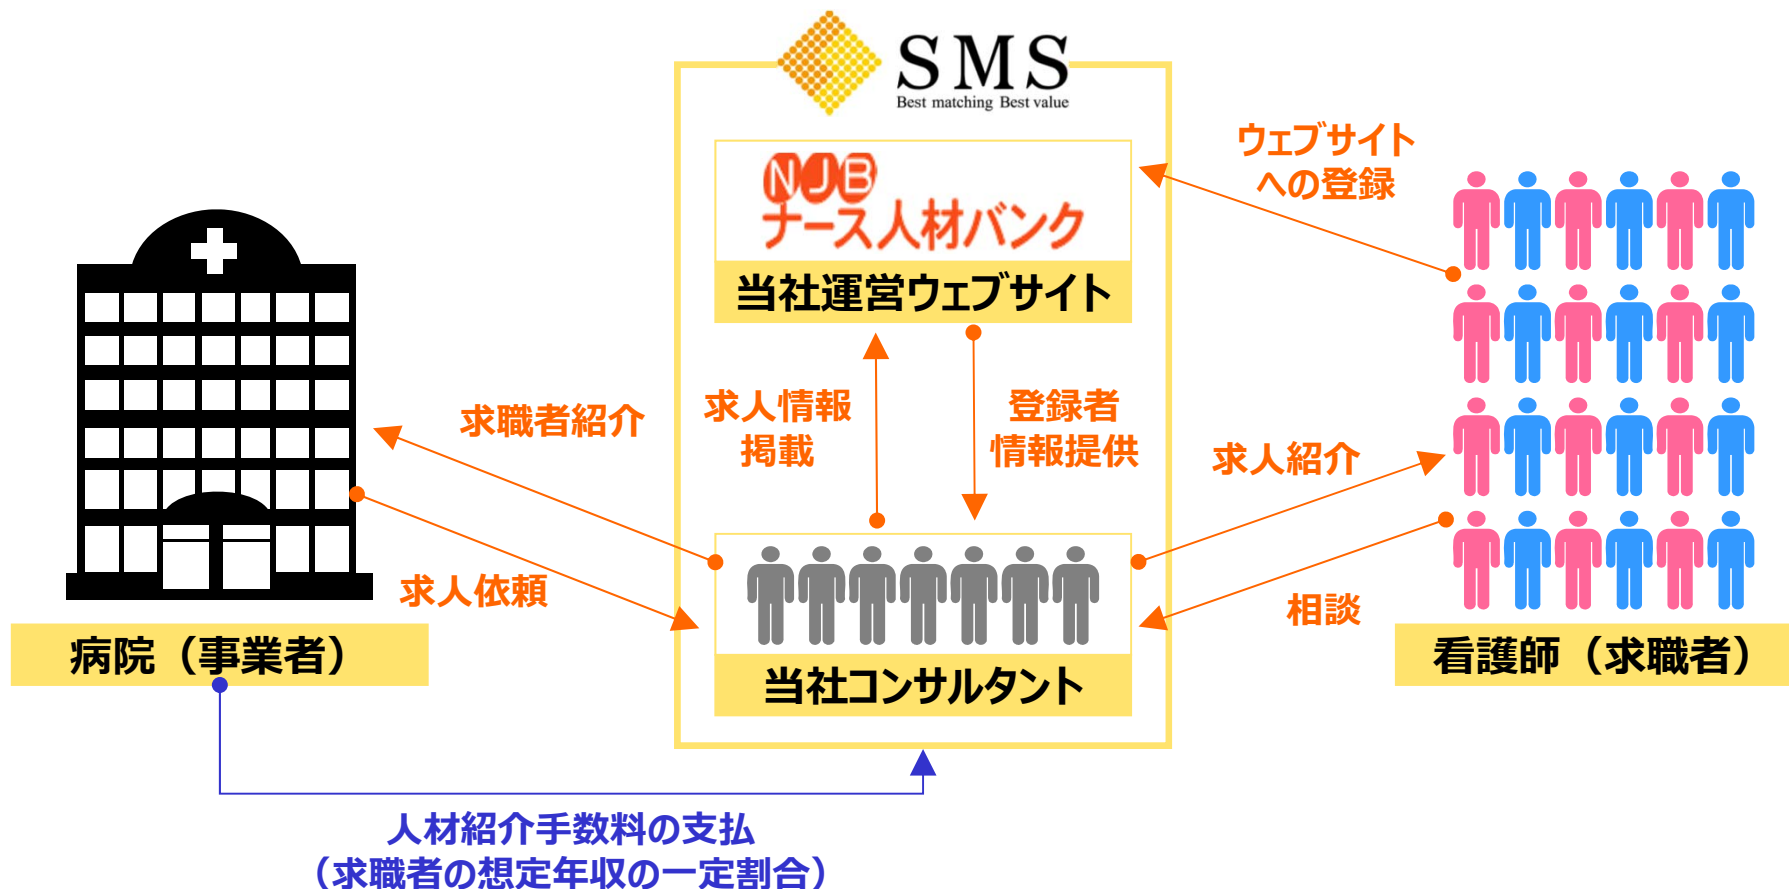 SMS
Best matching Best value
NJB
ナース人材バンク
当社運営ウェブサイト
ウェブサイト
への登録
求人情報
掲載
登録者
情報提供
求職者紹介
求人依頼
求人紹介
相談
病院（事業者）
当社コンサルタント
看護師（求職者）
人材紹介手数料の支払
（求職者の想定年収の一定割合）